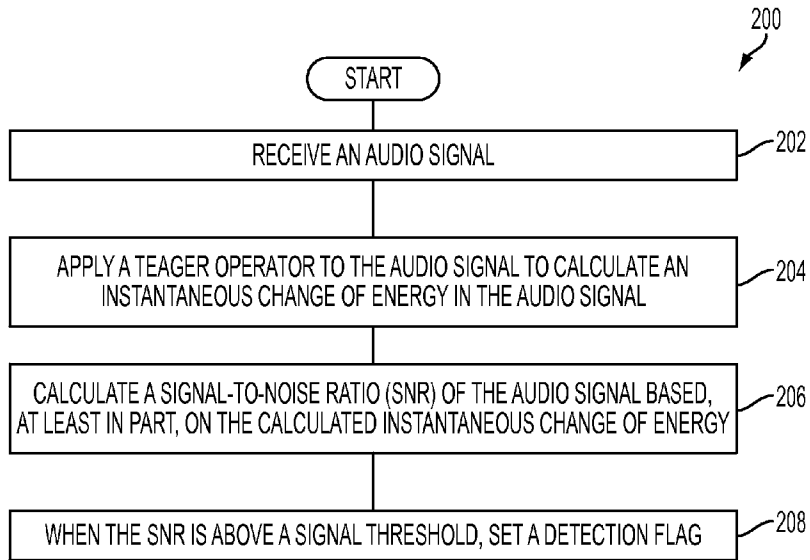 200
START
RECEIVE AN AUDIO SIGNAL
202
APPLY A TEAGER OPERATOR TO THE AUDIO SIGNAL TO CALCULATE AN
INSTANTANEOUS CHANGE OF ENERGY IN THE AUDIO SIGNAL
204
CALCULATE A SIGNAL-TO-NOISE RATIO (SNR) OF THE AUDIO SIGNAL BASED,
AT LEAST IN PART, ON THE CALCULATED INSTANTANEOUS CHANGE OF ENERGY
206
WHEN THE SNR IS ABOVE A SIGNAL THRESHOLD, SET A DETECTION FLAG
208